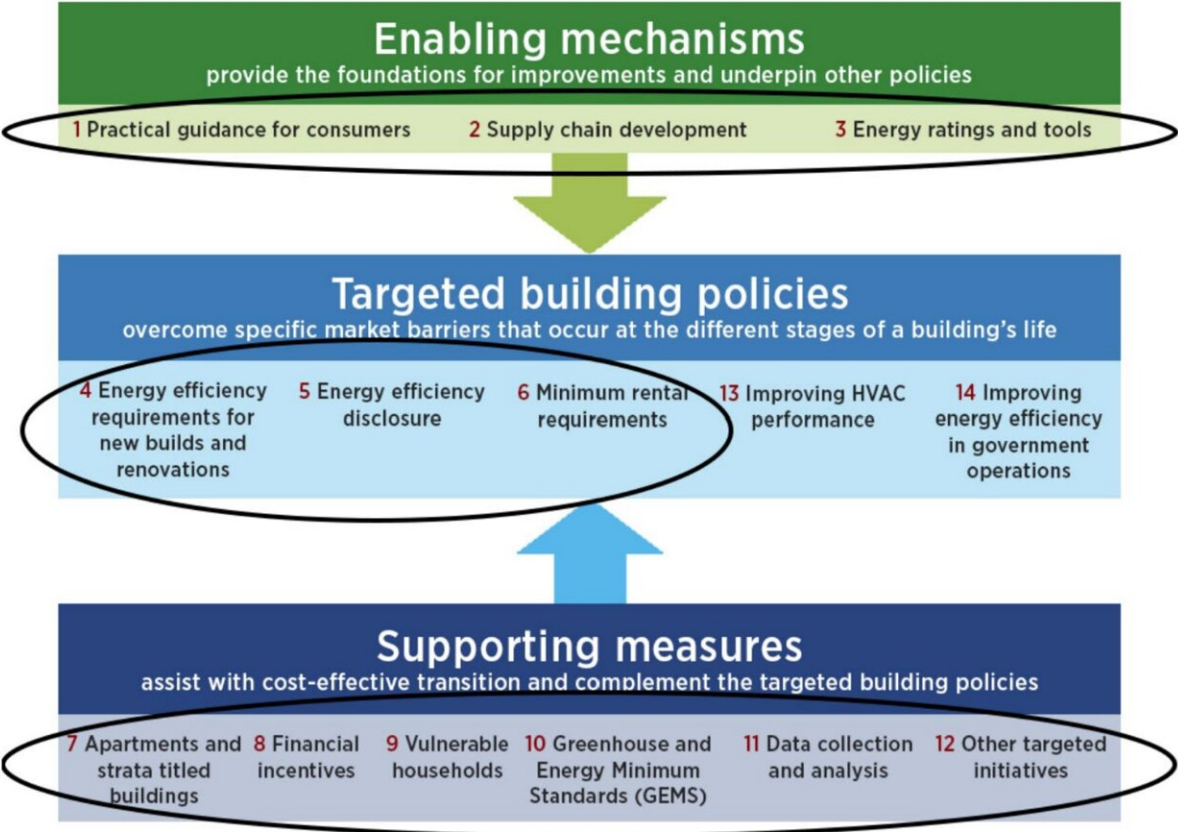 Enabling mechanisms
provide the foundations for improvements and underpin other policies
1 Practical guidance for consumers
2 Supply chain development
3 Energy ratings and tools
Targeted building policies
overcome specific market barriers that occur at the different stages of a building's life
4 Energy efficiency
requirements for
new builds and
renovations
5 Energy efficiency
disclosure
6 Minimum rental
requirements
13 Improving HVAC
performance
14 Improving
energy efficiency
in government
operations
Supporting measures
assist with cost-effective transition and complement the targeted building policies
7 Apartments and
strata titled
buildings
8 Financial
incentives
9 Vulnerable
households
10 Greenhouse and
Energy Minimum
Standards (GEMS)
11 Data collection
and analysis
12 Other targeted
initiatives